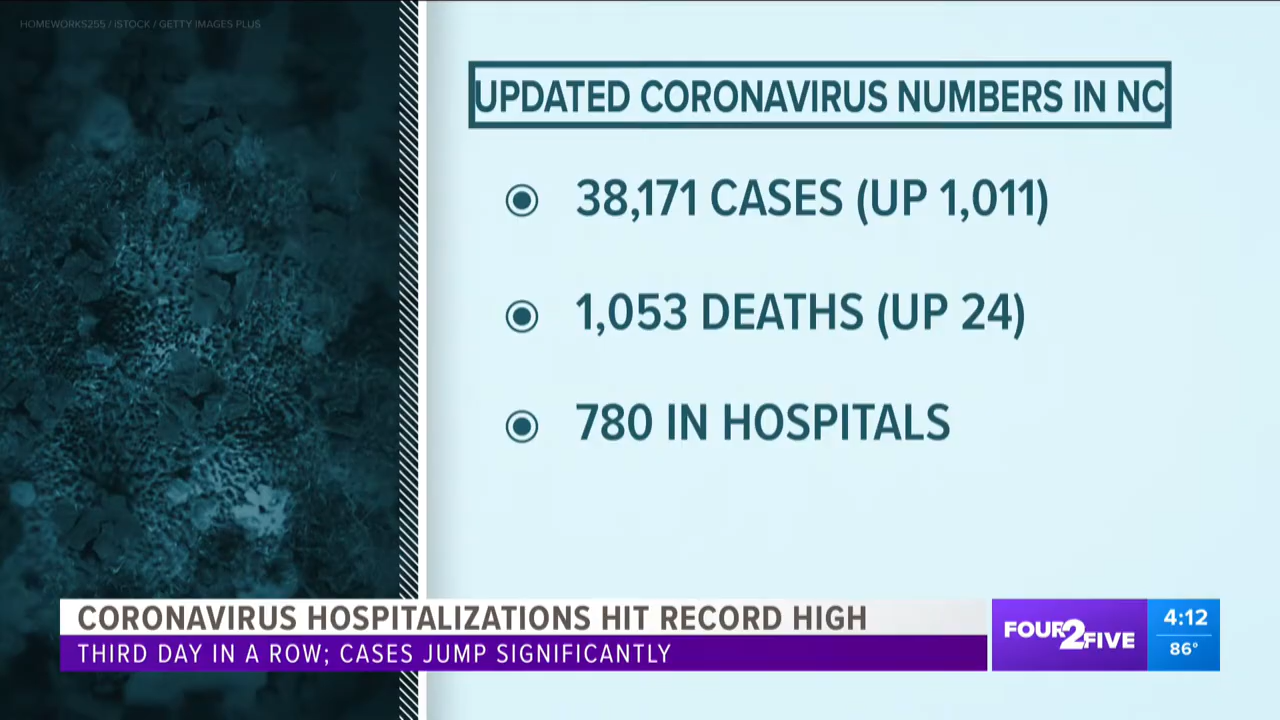 HOMEWORKS255 / ISTOCK / GETTY IMAGES PLUS
UPDATED CORONAVIRUS NUMBERS IN NC
38,171 CASES (UP 1,011)
1,053 DEATHS (UP 24)
780 IN HOSPITALS
CORONAVIRUS HOSPITALIZATIONS HIT RECORD HIGH
THIRD DAY IN A ROW; CASES JUMP SIGNIFICANTLY
FOUR2FIVE
4:12
86°